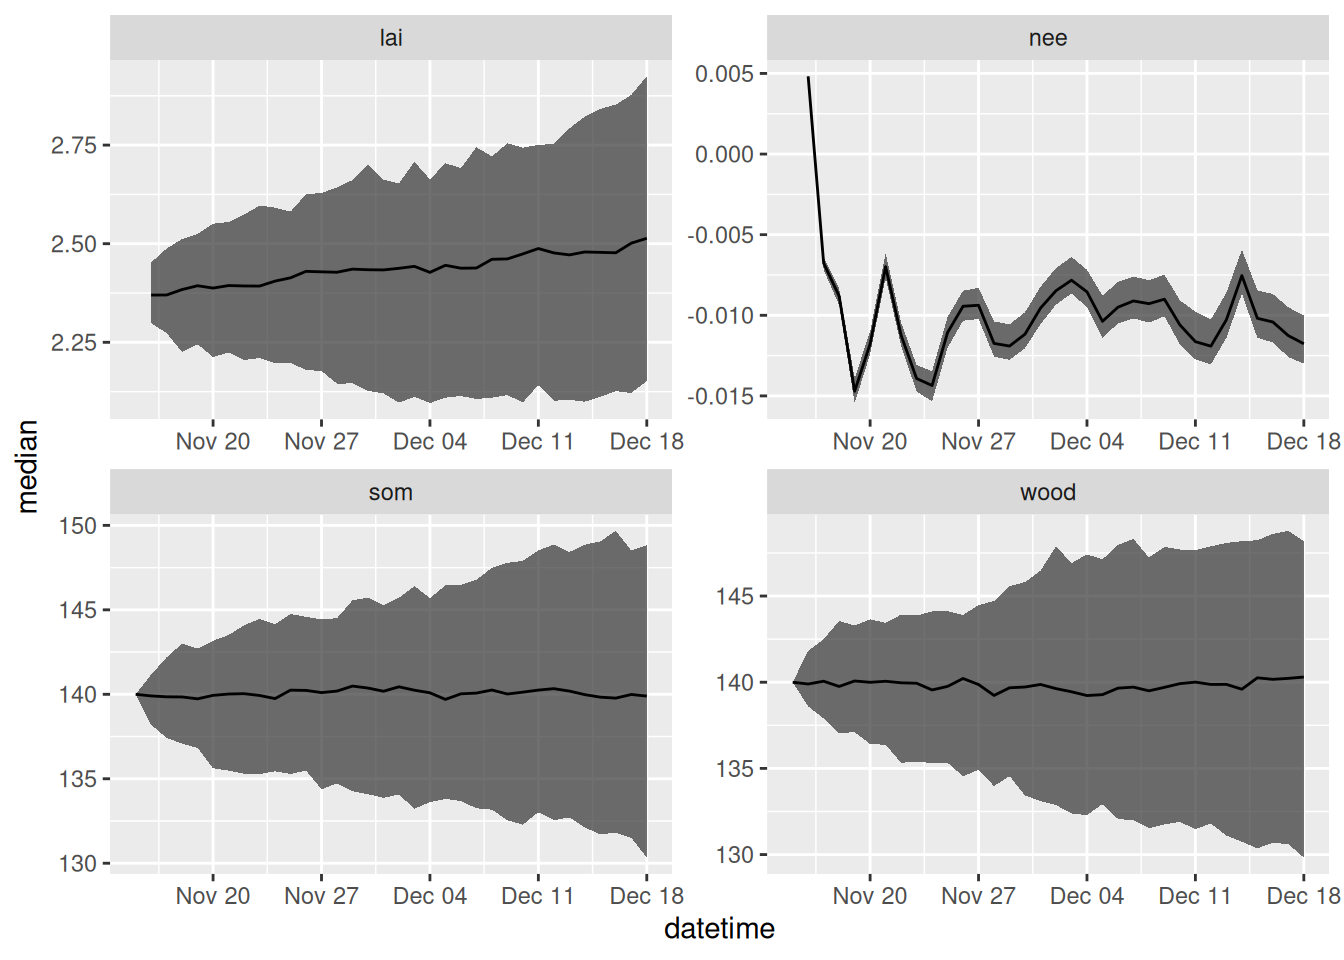 lai
nee
2.75
2.50
2.25
0.005
0.000
-0.005
-0.010
-0.015
Nov 20 Nov 27 Dec 04 Dec 11 Dec 18
Nov 20 Nov 27 Dec 04 Dec 11 Dec 18
median
som
wood
150
145
140
135
130
145
140
135
130
Nov 20 Nov 27 Dec 04 Dec 11 Dec 18
Nov 20 Nov 27 Dec 04 Dec 11 Dec 18
datetime